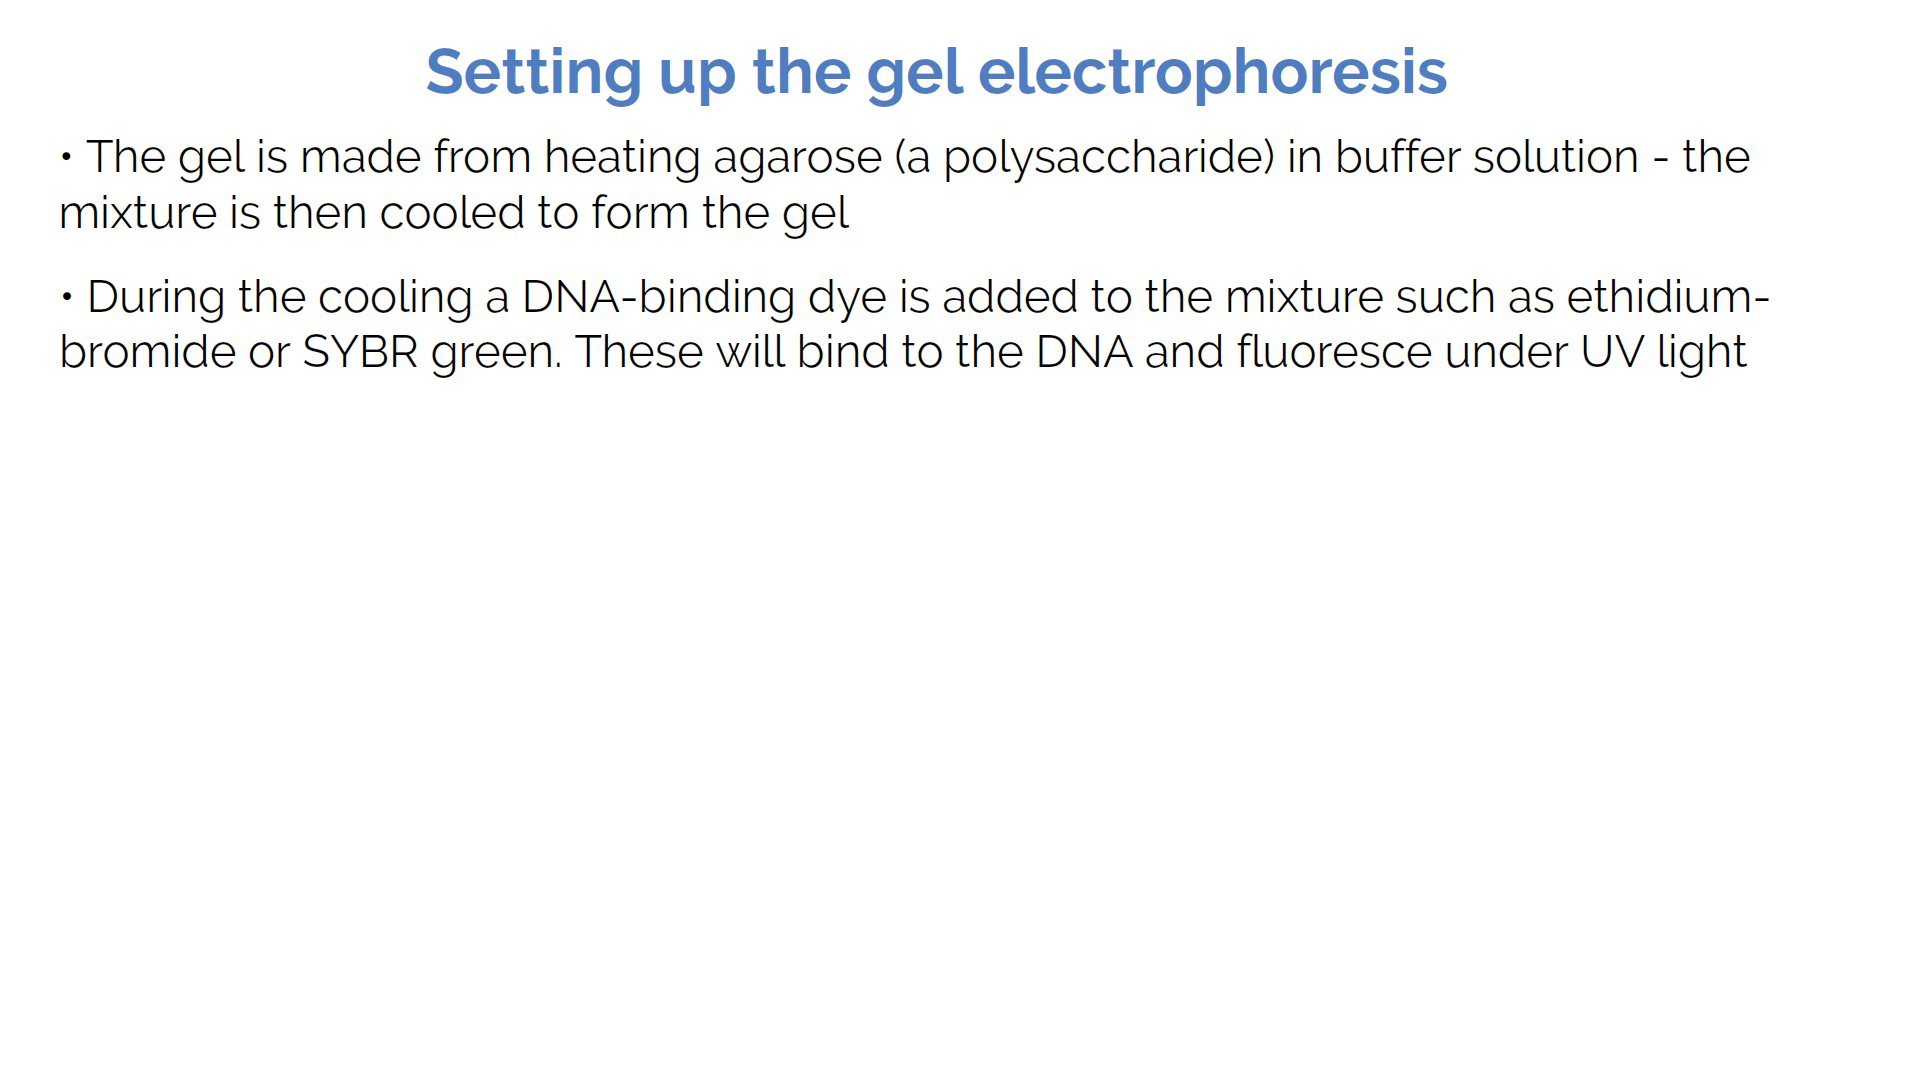 Setting up the gel electrophoresis
• The gel is made from heating agarose (a polysaccharide) in buffer solution - the
mixture is then cooled to form the gel
• During the cooling a DNA-binding dye is added to the mixture such as ethidium-
bromide or SYBR green. These will bind to the DNA and fluoresce under UV light